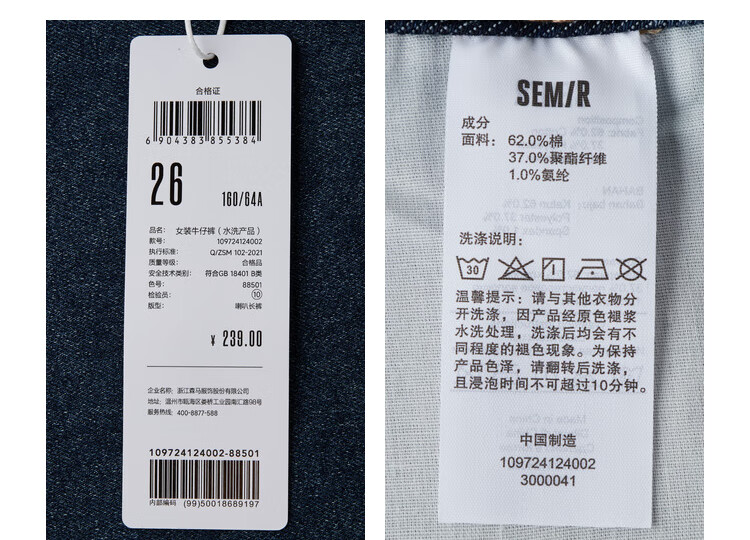 合格证
6 904383 855384
26
160/64A
品名: 女装牛仔裤（水洗产品）
款号: 109724124002
执行标准: Q/ZSM 102-2021
质量等级: 合格品
安全技术类别: 符合GB 18401 B类
色号: 88501
检验员: 10
版型: 喇叭长裤
¥ 239.00
企业名称: 浙江森马服饰股份有限公司
地址: 温州市瓯海区娄桥工业园南汇路98号
服务热线: 400-8877-588
109724124002-88501
内部编码 (99)50018689197
SEMIR
成分
面料: 62.0%棉
37.0%聚酯纤维
1.0%氨纶
洗涤说明:
30
温馨提示: 请与其他衣物分
开洗涤, 因产品经原色褪浆
水洗处理, 洗涤后均会有不
同程度的褪色现象。为保持
产品色泽, 请翻转后洗涤,
且浸泡时间不可超过10分钟。
中国制造
109724124002
3000041